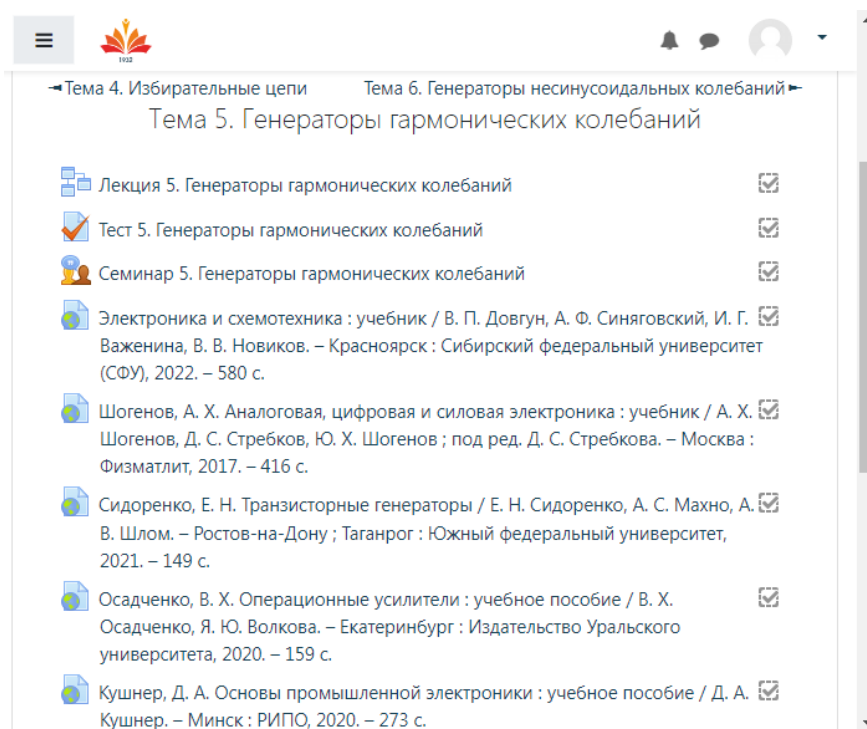 1932
◄Тема 4. Избирательные цепи Тема 6. Генераторы несинусоидальных колебаний►
Тема 5. Генераторы гармонических колебаний
Лекция 5. Генераторы гармонических колебаний
Тест 5. Генераторы гармонических колебаний
Семинар 5. Генераторы гармонических колебаний
Электроника и схемотехника : учебник / В. П. Довгун, А. Ф. Синяговский, И. Г.
Важенина, В. В. Новиков. – Красноярск : Сибирский федеральный университет
(СФУ), 2022. – 580 с.
Шогенов, А. Х. Аналоговая, цифровая и силовая электроника : учебник / А. Х.
Шогенов, Д. С. Стребков, Ю. Х. Шогенов ; под ред. Д. С. Стребкова. – Москва :
Физматлит, 2017. – 416 с.
Сидоренко, Е. Н. Транзисторные генераторы / Е. Н. Сидоренко, А. С. Махно, А.
В. Шлом. – Ростов-на-Дону ; Таганрог : Южный федеральный университет,
2021. – 149 с.
Осадченко, В. Х. Операционные усилители : учебное пособие / В. Х.
Осадченко, Я. Ю. Волкова. – Екатеринбург : Издательство Уральского
университета, 2020. – 159 с.
Кушнер, Д. А. Основы промышленной электроники : учебное пособие / Д. А.
Кушнер. – Минск : РИПО, 2020. – 273 с.